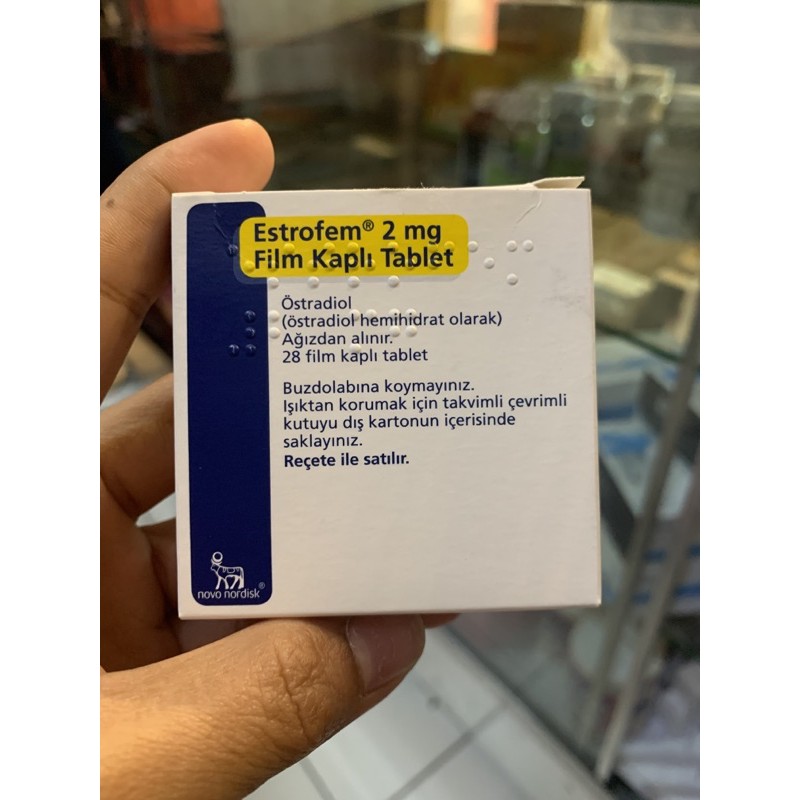 Estrofem® 2 mg
Film Kaplı Tablet
Östradiol
(östradiol hemihidrat olarak)
Ağızdan alınır.
28 film kaplı tablet
Buzdolabına koymayınız.
Işıktan korumak için takvimli çevrimli
kutuyu dış kartonun içerisinde
saklayınız.
Reçete ile satılır.
novo nordisk®